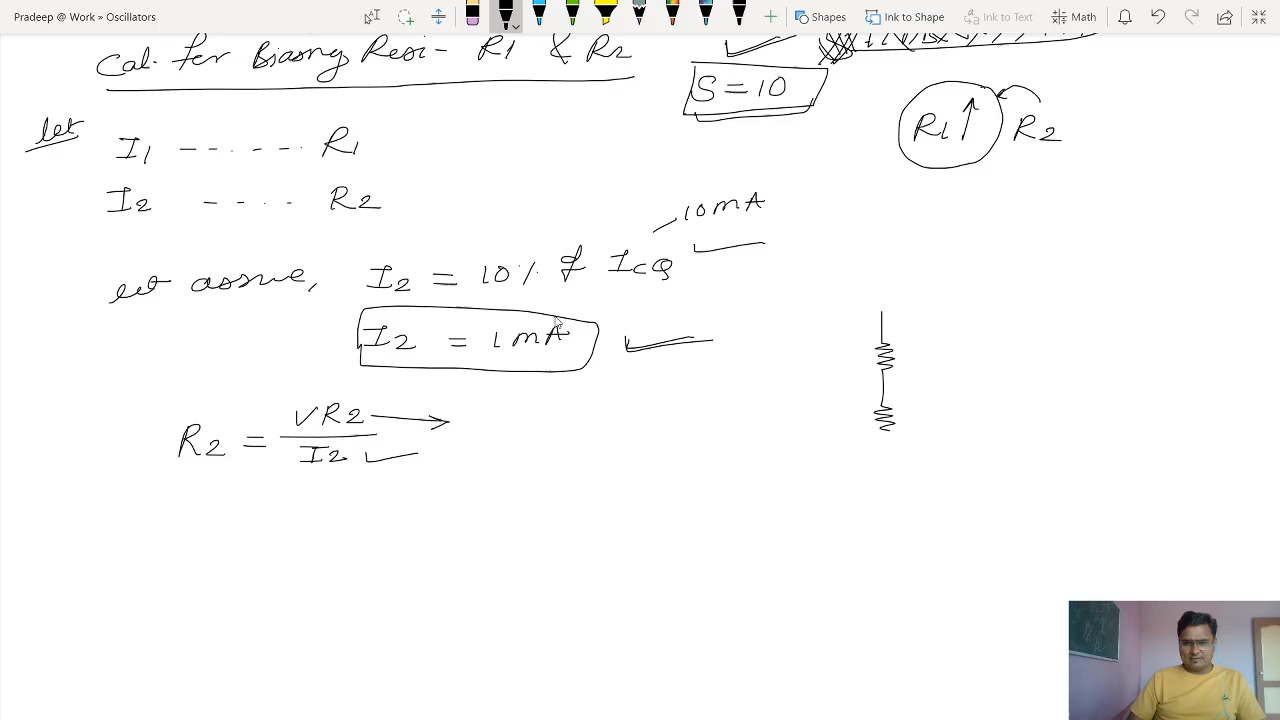 Pradeep @ Work > Oscillators
Shapes
Ink to Shape
Ink to Text
Math
Cal. for Biasng Resi- R1 & R2
S = 10
let
I1 ------ R1
R1 ↑ R2
I2 ---- R2
10mA
let assume, I2 = 10% of ICQ
I2 = 1mA
R2 = VR2 / I2